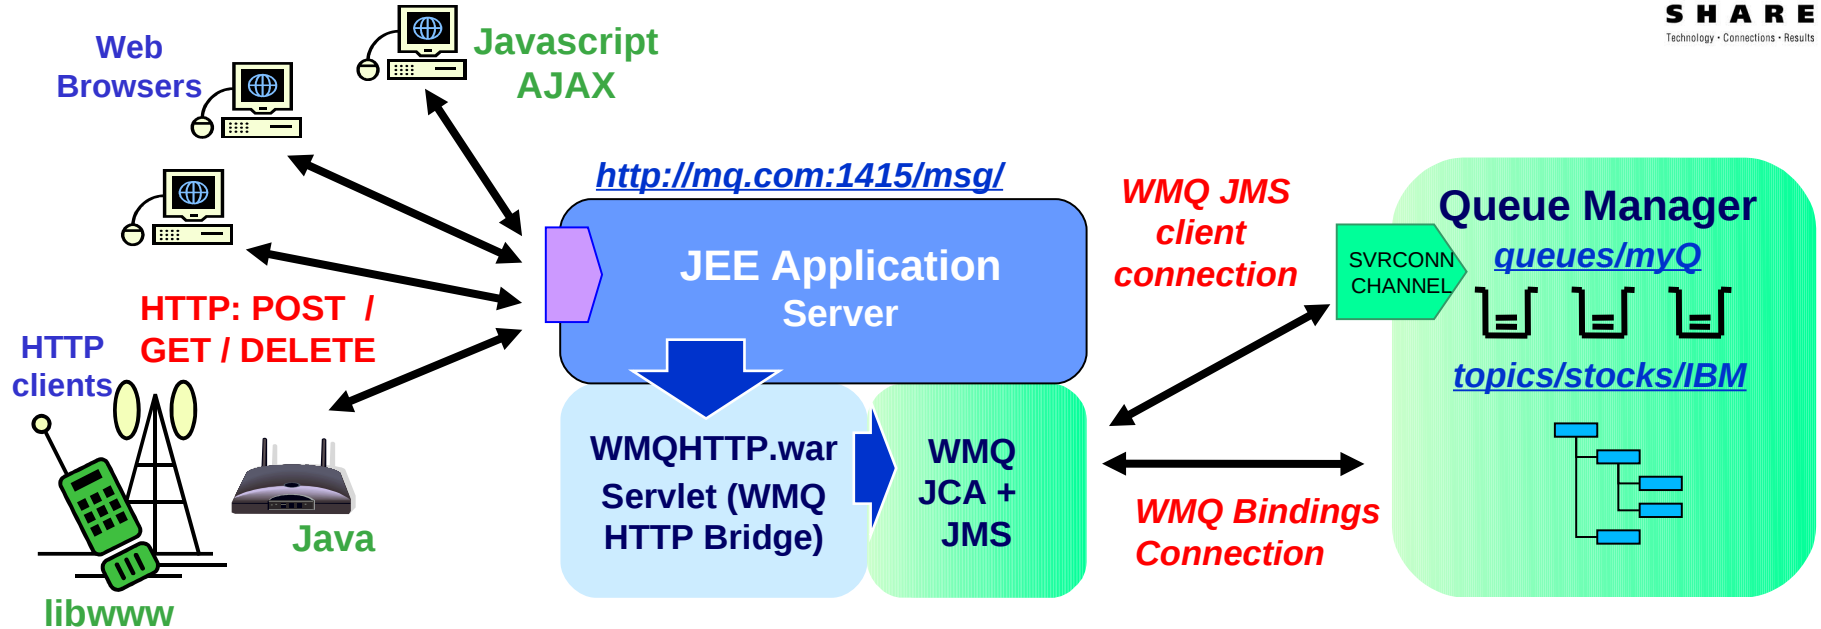 S H A R E
Technology · Connections · Results
Web
Browsers
Javascript
AJAX
http://mq.com:1415/msg/
JEE Application
Server
HTTP: POST /
GET / DELETE
HTTP
clients
Java
libwww
WMQHTTP.war
Servlet (WMQ
HTTP Bridge)
WMQ
JCA +
JMS
WMQ JMS
client
connection
WMQ Bindings
Connection
Queue Manager
queues/myQ
SVRCONN
CHANNEL
topics/stocks/IBM